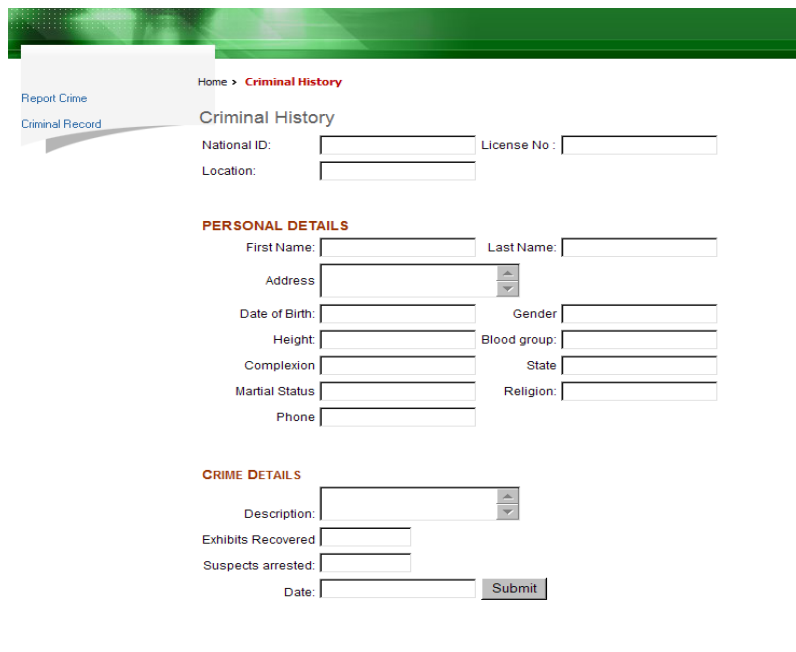 Home > Criminal History
Report Crime
Criminal Record
Criminal History
National ID: License No :
Location:
PERSONAL DETAILS
First Name: Last Name:
Address
Date of Birth: Gender
Height: Blood group:
Complexion State
Martial Status Religion:
Phone
CRIME DETAILS
Description:
Exhibits Recovered
Suspects arrested:
Date: Submit